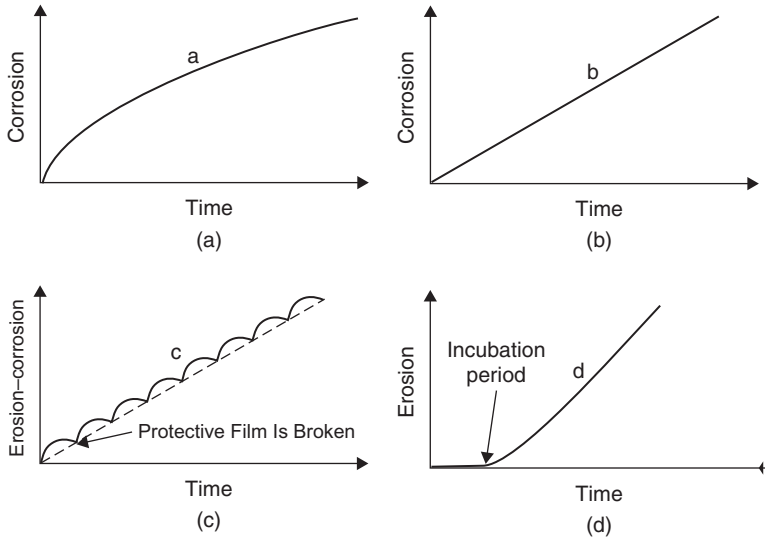 Corrosion
a
Time
(a)
Corrosion
b
Time
(b)
Erosion–corrosion
c
Protective Film Is Broken
Time
(c)
Erosion
Incubation
period
d
Time
(d)